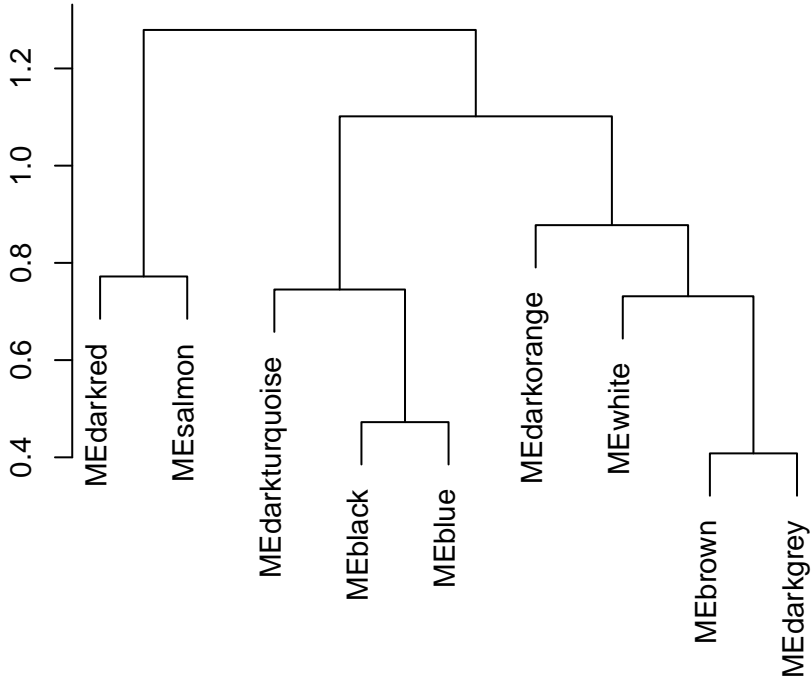 1.2
1.0
0.8
0.6
0.4
MEdarkred
MEsalmon
MEdarkturquoise
MEblack
MEblue
MEdarkorange
MEwhite
MEbrown
MEdarkgrey